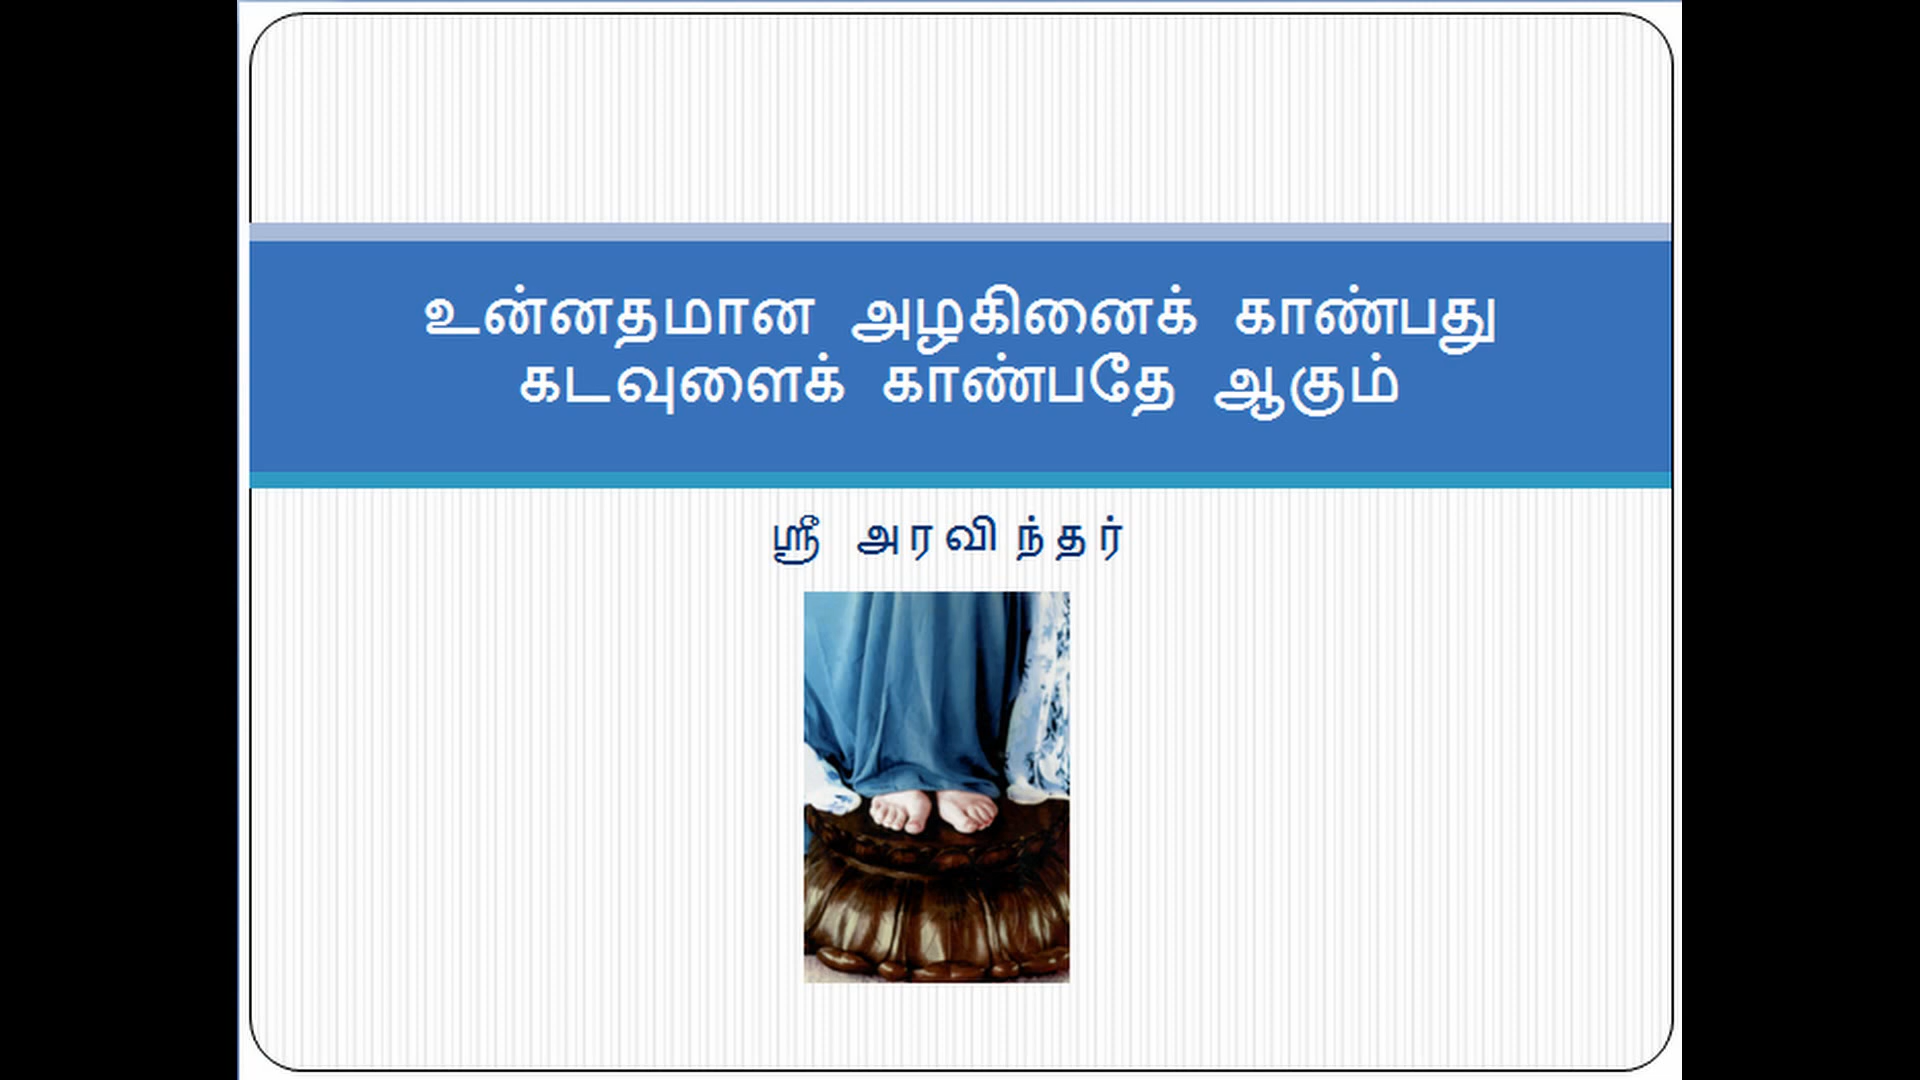 உன்னதமான அழகினைக் காண்பது
கடவுளைக் காண்பதே ஆகும்
ஸ்ரீ அரவிந்தர்